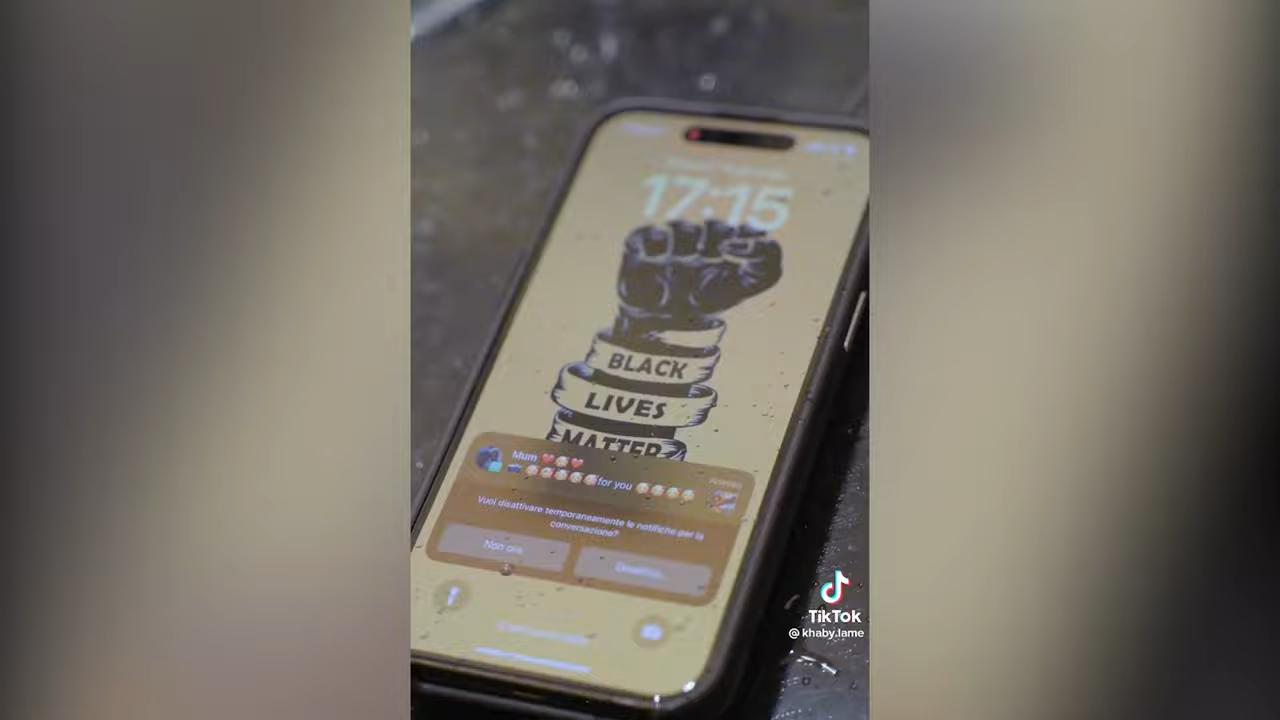 17:15
BLACK
LIVES
MATTER
Mum ❤️🥰❤️
for you
Vuoi disattivare temporaneamente le notifiche per la
conversazione?
Non ora
TikTok
@khaby.lame